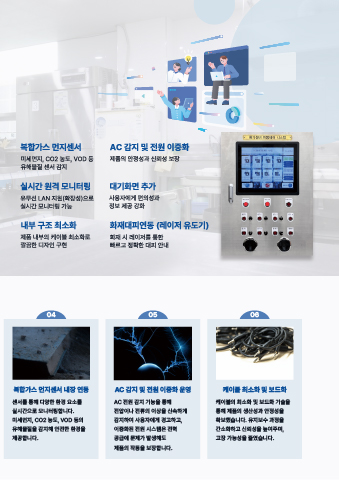 복합가스 먼지센서
미세먼지, CO2 농도, VOD 등
유해물질 센서 감지
AC 감지 및 전원 이중화
제품의 안정성과 신뢰성 보장
실시간 원격 모니터링
유무선 LAN 지원(확장성)으로
실시간 모니터링 가능
대기화면 추가
사용자에게 편의성과
정보 제공 강화
내부 구조 최소화
제품 내부의 케이블 최소화로
깔끔한 디자인 구현
화재대피연동 (레이저 유도기)
화재 시 레이저를 통한
빠르고 정확한 대피 안내
04
복합가스 먼지센서 내장 연동
센서를 통해 다양한 환경 요소를
실시간으로 모니터링합니다.
미세먼지, CO2 농도, VOD 등의
유해물질을 감지해 안전한 환경을
제공합니다.
05
AC 감지 및 전원 이중화 운영
AC 전원 감지 기능을 통해
전압이나 전류의 이상을 신속하게
감지하여 사용자에게 경고하고,
이중화된 전원 시스템은 전력
공급에 문제가 발생해도
제품의 작동을 보장합니다.
06
케이블 최소화 및 보드화
케이블의 최소화 및 보드화 기술을
통해 제품의 생산성과 안정성을
확보했습니다. 유지보수 과정을
간소화하고 신뢰성을 높이며,
고장 가능성을 줄였습니다.